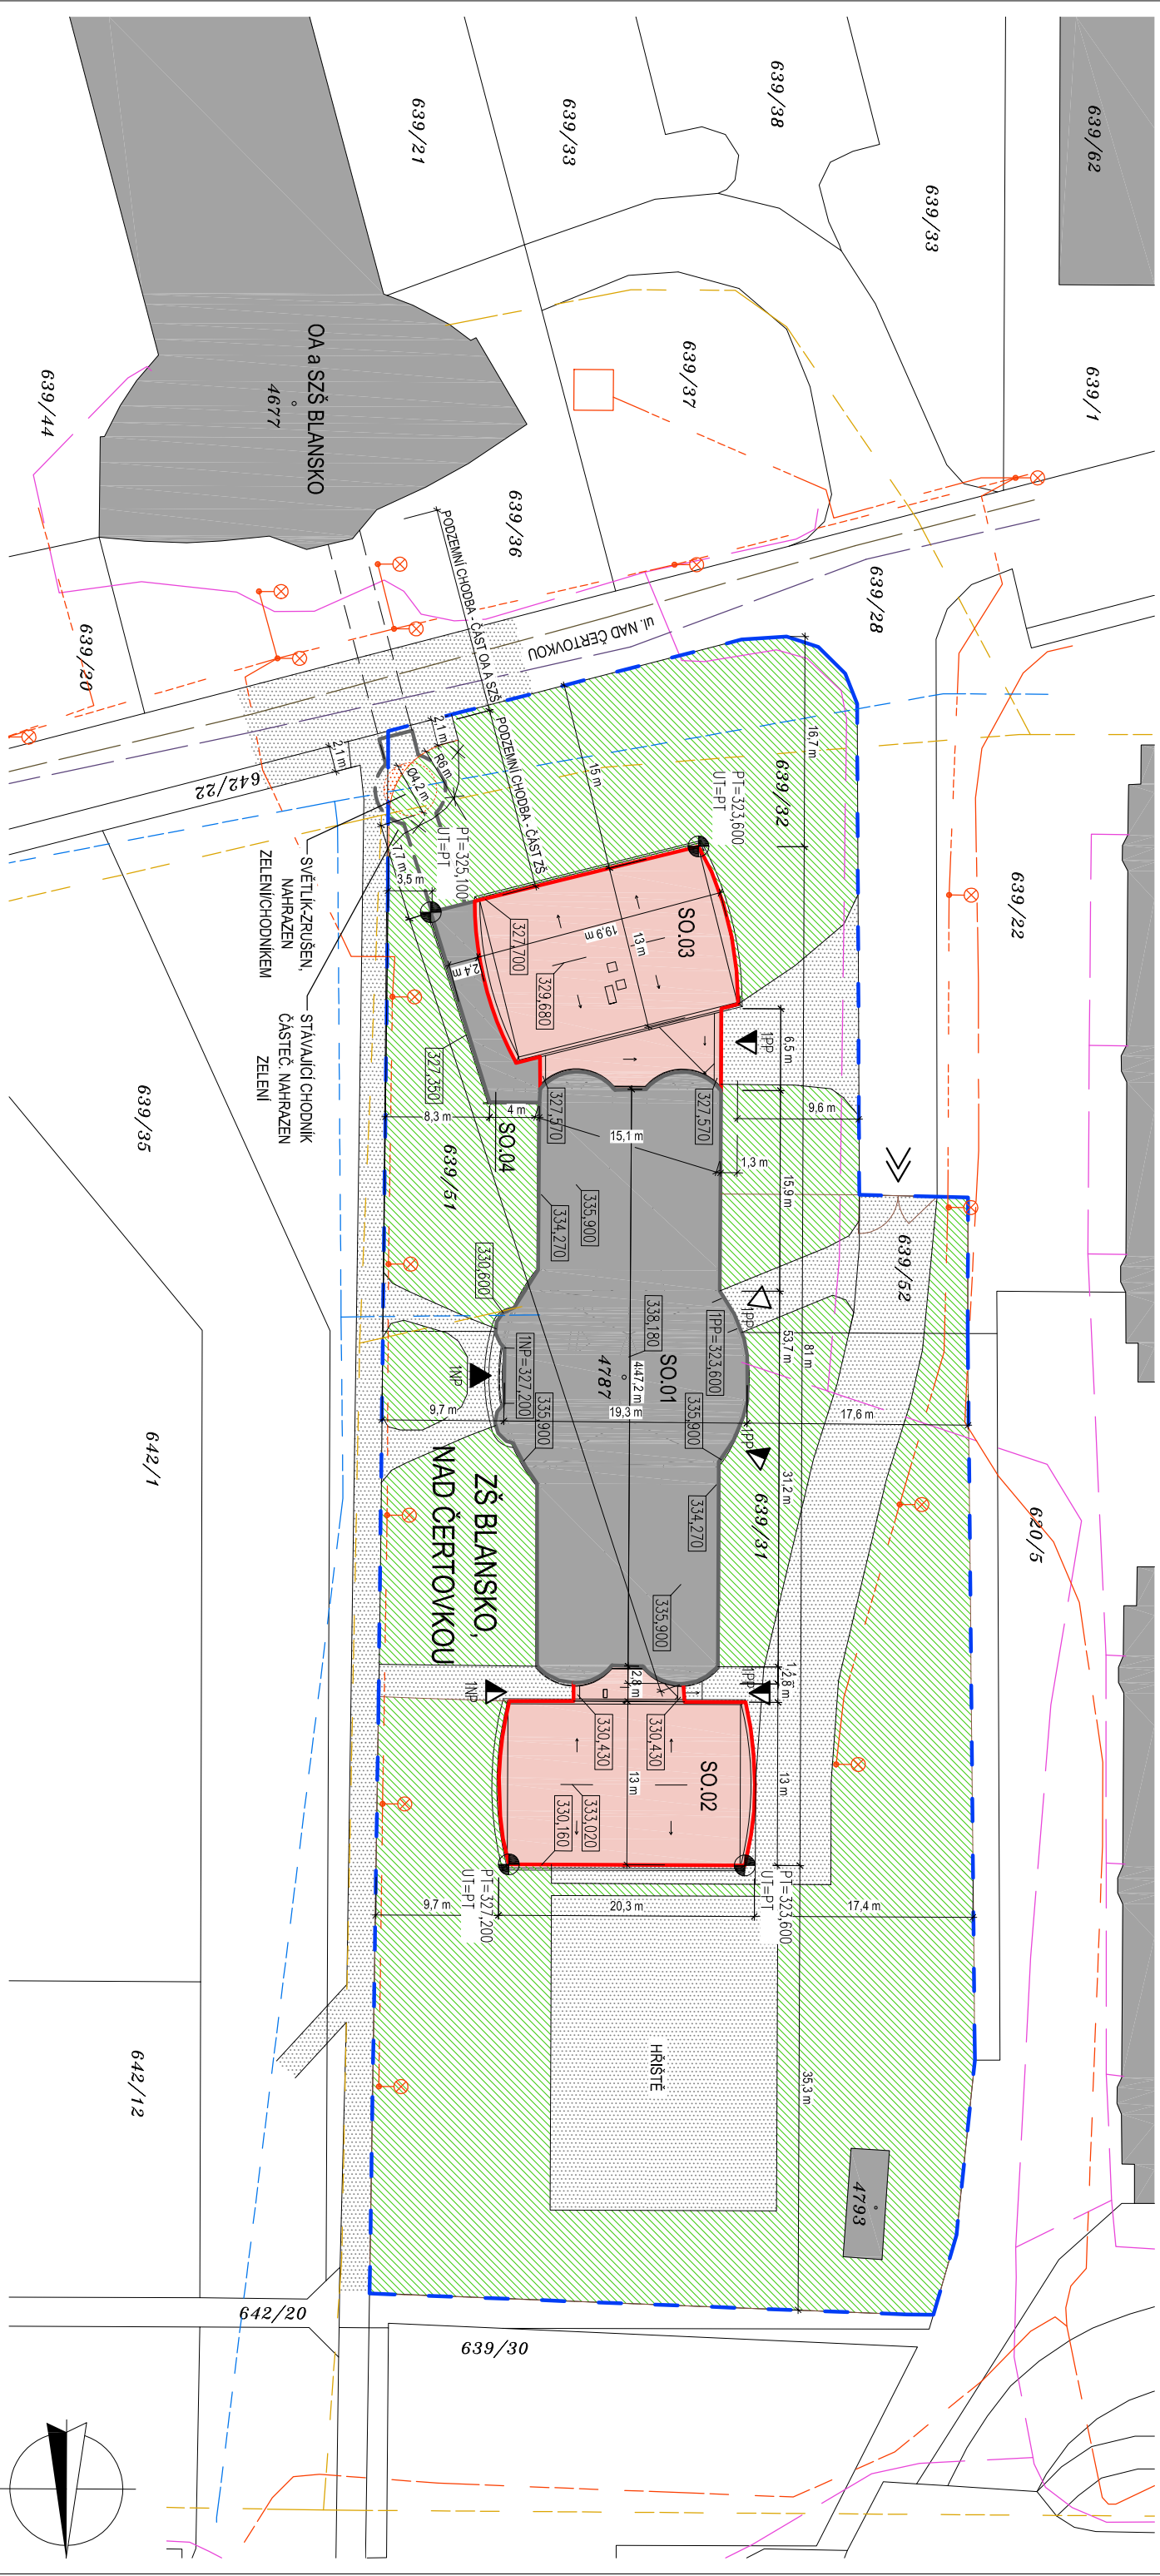 639/62
639/38
639/33
639/21
639/33
639/1
639/37
639/44
OA a SZŠ BLANSKO
4677
639/36
639/28
639/20
PODZEMNÍ CHODBA - ČÁST OA A SZŠ
ul. NAD ČERTOVKOU
PODZEMNÍ CHODBA - ČÁST ZŠ
642/22
2,1 m
2,1 m
R6 m
Ø4,2 m
7,7 m
3,5 m
15 m
16,7 m
639/32
PT=323,600
UT=PT
PT=325,100
UT=PT
SVĚTLÍK-ZRUŠEN,
NAHRAZEN
ZELENÍ/CHODNÍKEM
STÁVAJÍCÍ CHODNÍK
ČÁSTEČ. NAHRAZEN
ZELENÍ
639/22
SO.03
19,9 m
13 m
327,700
329,680
2,4 m
327,350
1PP
6,5 m
9,6 m
327,570
327,570
8,3 m
4 m
15,1 m
1,3 m
15,9 m
SO.04
639/51
639/35
335,900
334,270
330,600
639/52
338,180
1PP=323,600
1PP
53,7 m
81 m
SO.01
4787
1NP=327,200
1NP
47,2 m
19,3 m
335,900
335,900
9,7 m
17,6 m
1PP
31,2 m
334,270
639/31
620/5
642/1
ZŠ BLANSKO,
NAD ČERTOVKOU
335,900
1NP
2,8 m
1PP
2,8 m
330,430
330,430
SO.02
13 m
13 m
333,020
330,160
PT=327,200
UT=PT
PT=323,600
UT=PT
9,7 m
20,3 m
17,4 m
HŘIŠTĚ
35,3 m
642/12
4793
642/20
639/30